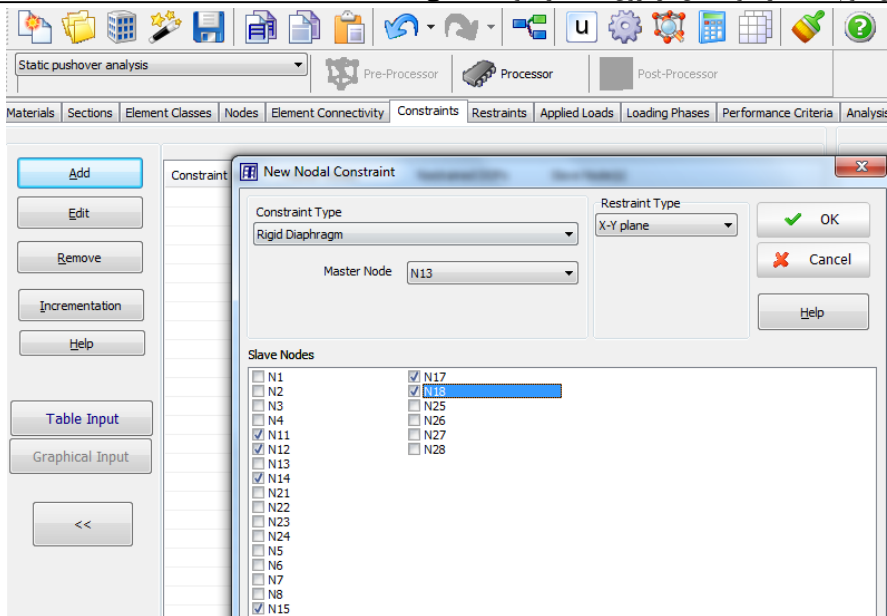 u
Static pushover analysis
Pre-Processor
Processor
Post-Processor
Materials Sections Element Classes Nodes Element Connectivity Constraints Restraints Applied Loads Loading Phases Performance Criteria Analysis
Add
Edit
Remove
Incrementation
Help
Table Input
Graphical Input
<<
Constraint
New Nodal Constraint
Constraint Type
Rigid Diaphragm
Master Node N13
Restraint Type
X-Y plane
OK
Cancel
Help
Slave Nodes
N1
N2
N3
N4
N11
N12
N13
N14
N21
N22
N23
N24
N5
N6
N7
N8
N15
N17
N18
N25
N26
N27
N28